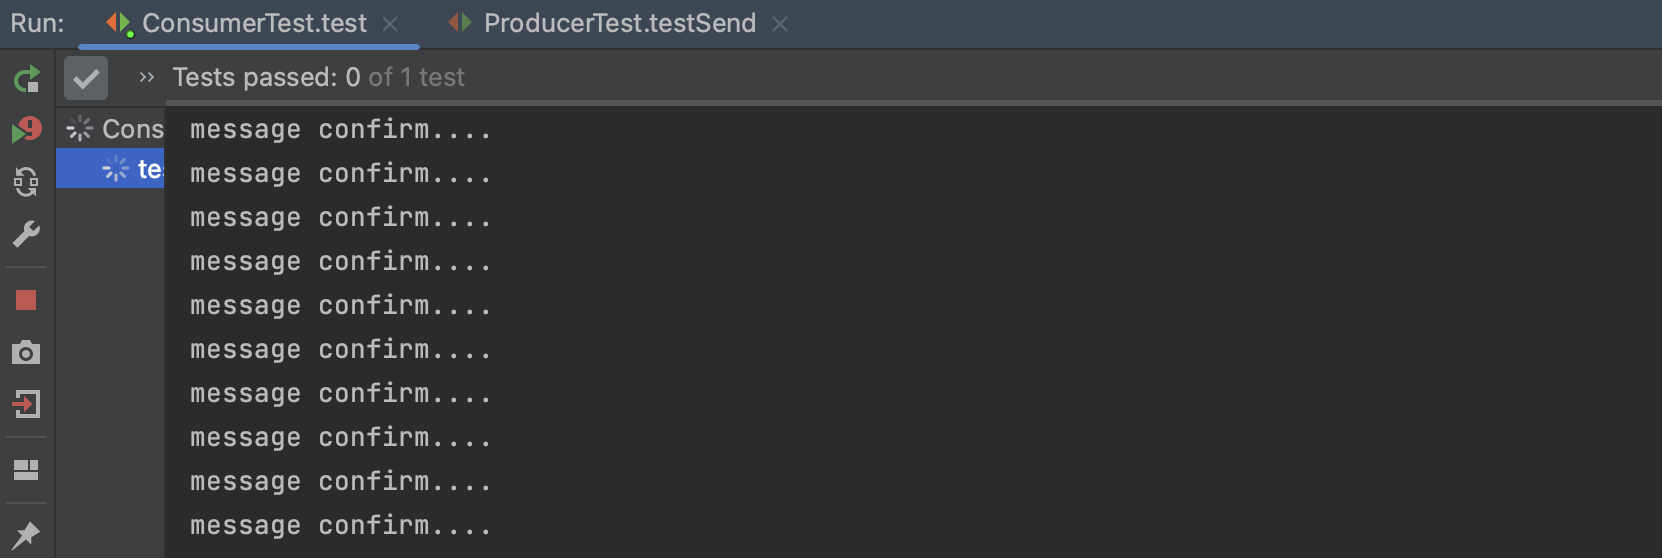 Run: ConsumerTest.test ProducerTest.testSend
Tests passed: 0 of 1 test
Cons
tes
message confirm....
message confirm....
message confirm....
message confirm....
message confirm....
message confirm....
message confirm....
message confirm....
message confirm....
message confirm....